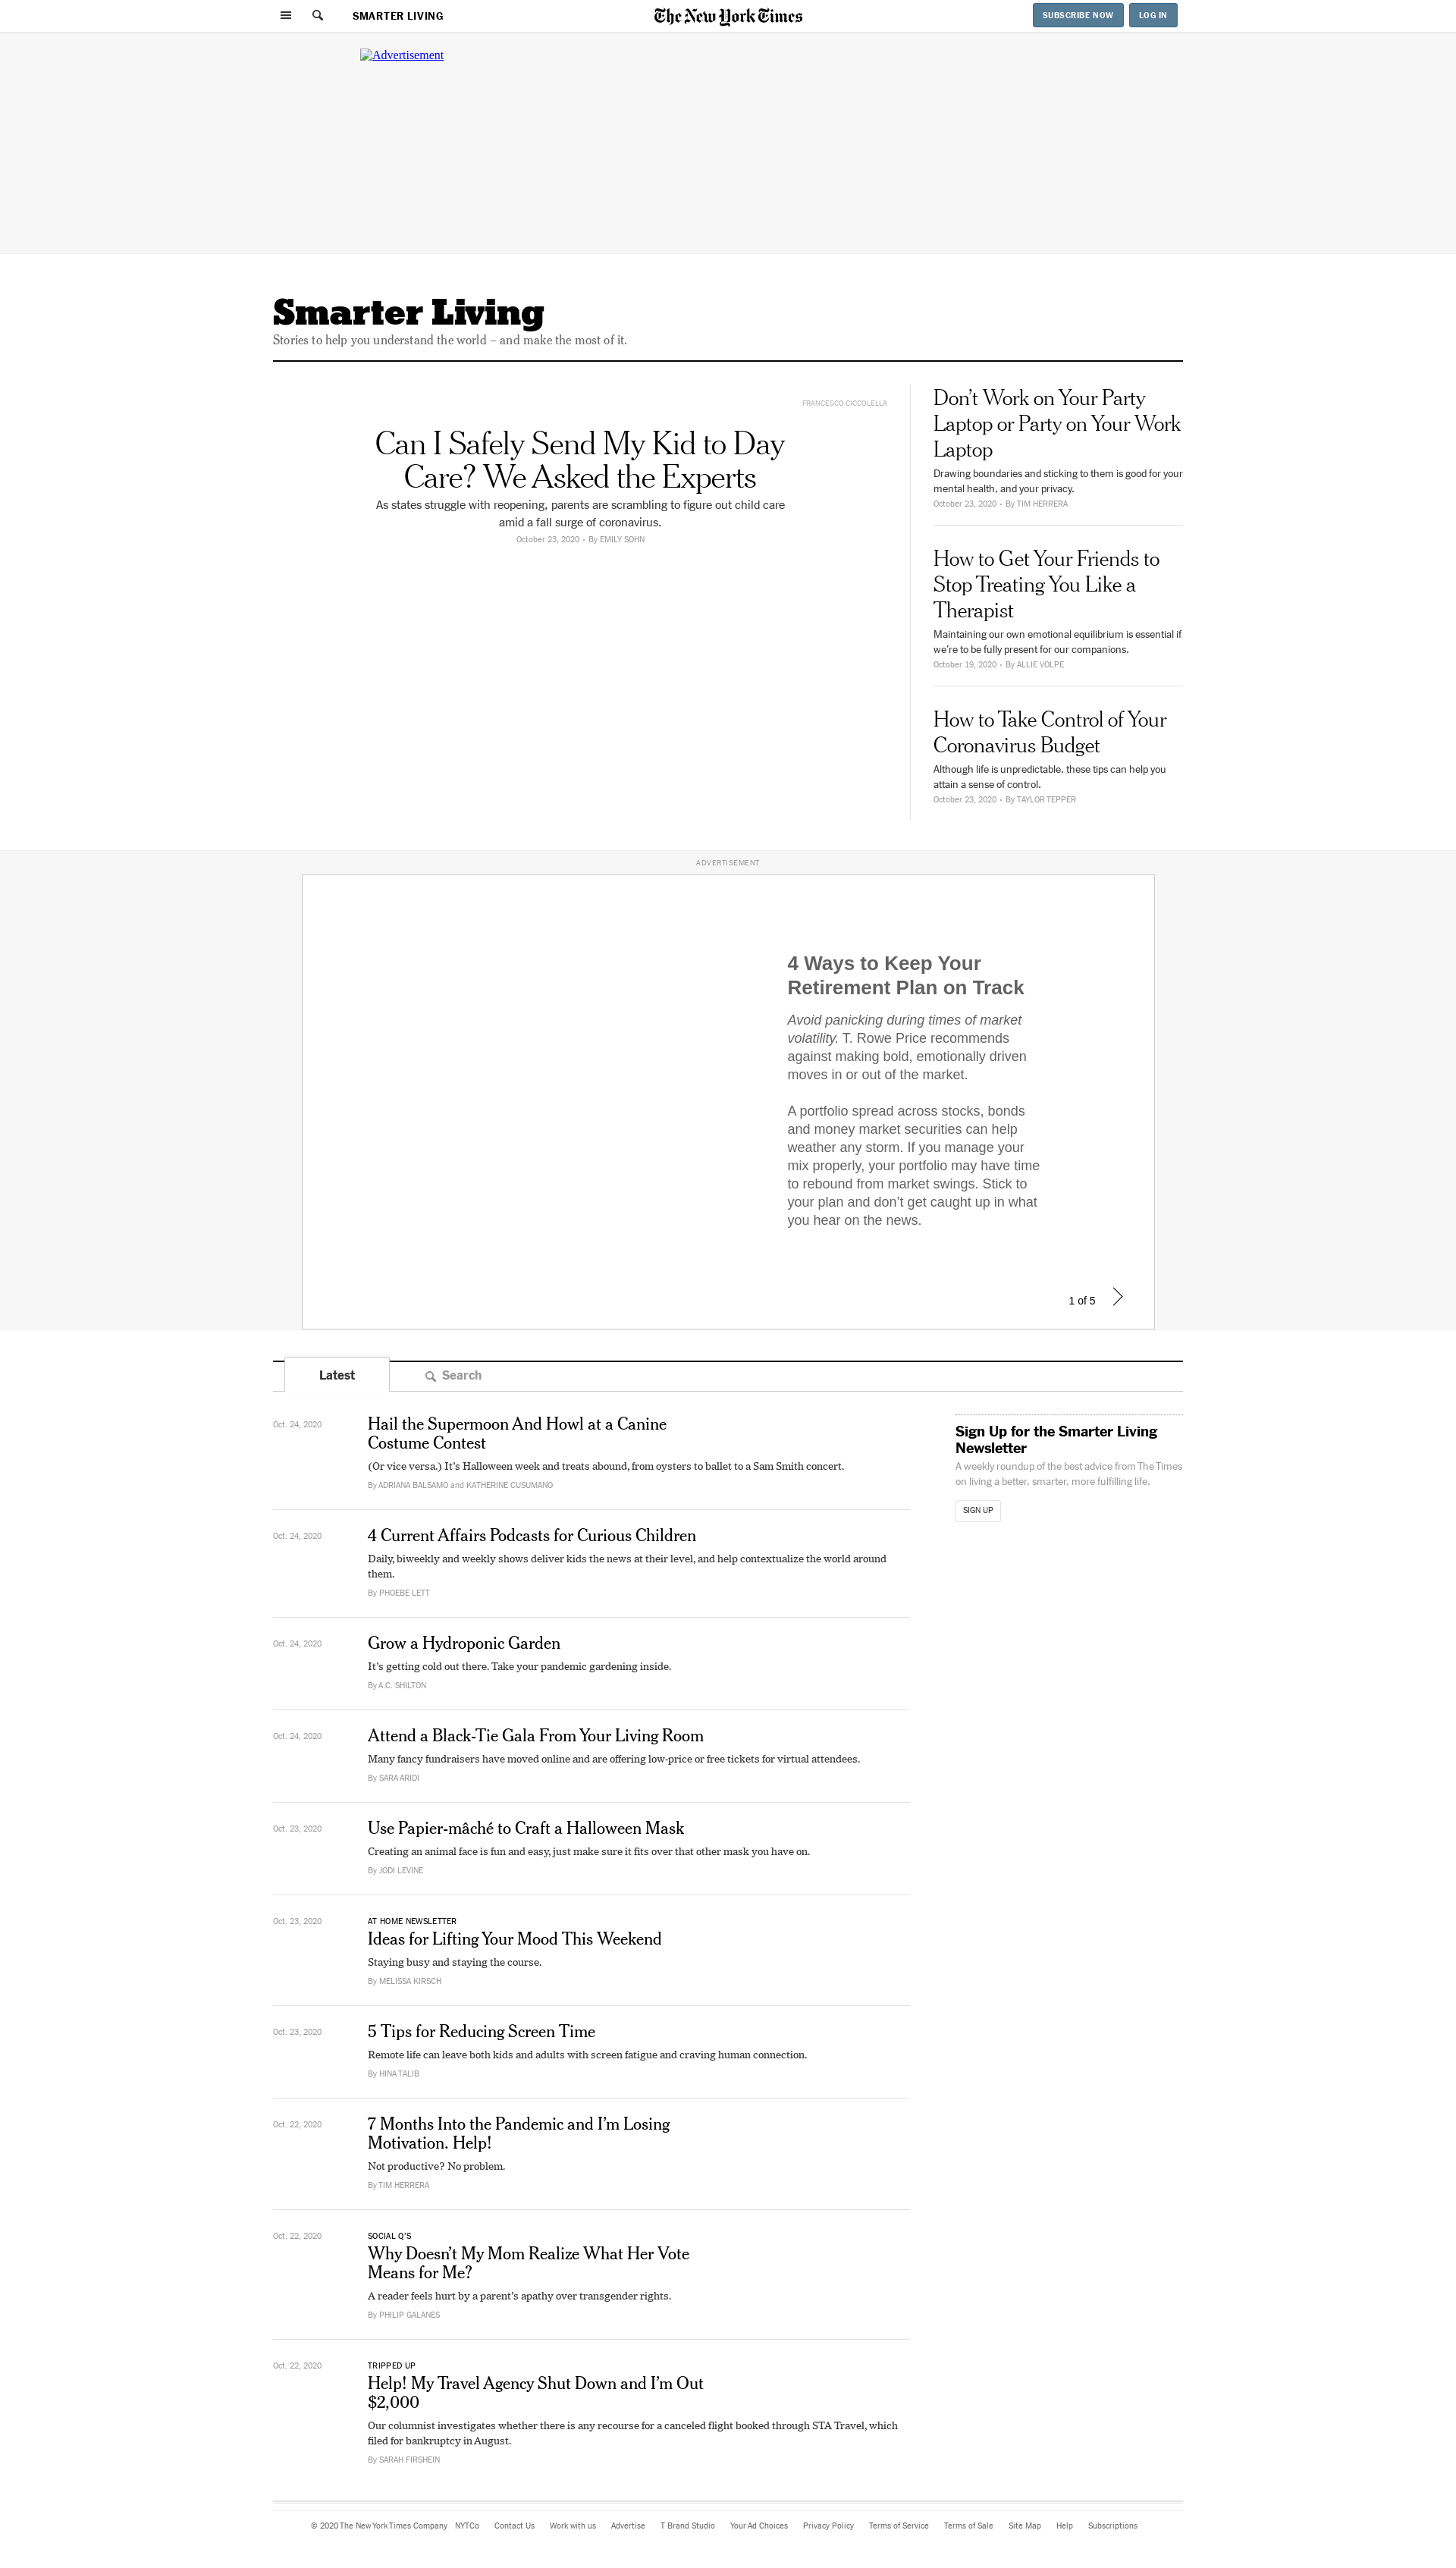 SMARTER LIVING
The New York Times
SUBSCRIBE NOW
LOG IN
Advertisement
Smarter Living
Stories to help you understand the world – and make the most of it.
FRANCESCO CICCOLELLA
Can I Safely Send My Kid to Day
Care? We Asked the Experts
As states struggle with reopening, parents are scrambling to figure out child care
amid a fall surge of coronavirus.
October 23, 2020 • By EMILY SOHN
Don’t Work on Your Party
Laptop or Party on Your Work
Laptop
Drawing boundaries and sticking to them is good for your
mental health, and your privacy.
October 23, 2020 • By TIM HERRERA
How to Get Your Friends to
Stop Treating You Like a
Therapist
Maintaining our own emotional equilibrium is essential if
we’re to be fully present for our companions.
October 19, 2020 • By ALLIE VOLPE
How to Take Control of Your
Coronavirus Budget
Although life is unpredictable, these tips can help you
attain a sense of control.
October 23, 2020 • By TAYLOR TEPPER
ADVERTISEMENT
4 Ways to Keep Your
Retirement Plan on Track
Avoid panicking during times of market
volatility. T. Rowe Price recommends
against making bold, emotionally driven
moves in or out of the market.
A portfolio spread across stocks, bonds
and money market securities can help
weather any storm. If you manage your
mix properly, your portfolio may have time
to rebound from market swings. Stick to
your plan and don’t get caught up in what
you hear on the news.
1 of 5
Latest
Search
Oct. 24, 2020
Hail the Supermoon And Howl at a Canine
Costume Contest
(Or vice versa.) It’s Halloween week and treats abound, from oysters to ballet to a Sam Smith concert.
By ADRIANA BALSAMO and KATHERINE CUSUMANO
Sign Up for the Smarter Living
Newsletter
A weekly roundup of the best advice from The Times
on living a better, smarter, more fulfilling life.
SIGN UP
Oct. 24, 2020
4 Current Affairs Podcasts for Curious Children
Daily, biweekly and weekly shows deliver kids the news at their level, and help contextualize the world around
them.
By PHOEBE LETT
Oct. 24, 2020
Grow a Hydroponic Garden
It’s getting cold out there. Take your pandemic gardening inside.
By A.C. SHILTON
Oct. 24, 2020
Attend a Black-Tie Gala From Your Living Room
Many fancy fundraisers have moved online and are offering low-price or free tickets for virtual attendees.
By SARA ARIDI
Oct. 23, 2020
Use Papier-mâché to Craft a Halloween Mask
Creating an animal face is fun and easy, just make sure it fits over that other mask you have on.
By JODI LEVINE
Oct. 23, 2020
AT HOME NEWSLETTER
Ideas for Lifting Your Mood This Weekend
Staying busy and staying the course.
By MELISSA KIRSCH
Oct. 23, 2020
5 Tips for Reducing Screen Time
Remote life can leave both kids and adults with screen fatigue and craving human connection.
By HINA TALIB
Oct. 22, 2020
7 Months Into the Pandemic and I’m Losing
Motivation. Help!
Not productive? No problem.
By TIM HERRERA
Oct. 22, 2020
SOCIAL Q’S
Why Doesn’t My Mom Realize What Her Vote
Means for Me?
A reader feels hurt by a parent’s apathy over transgender rights.
By PHILIP GALANES
Oct. 22, 2020
TRIPPED UP
Help! My Travel Agency Shut Down and I’m Out
$2,000
Our columnist investigates whether there is any recourse for a canceled flight booked through STA Travel, which
filed for bankruptcy in August.
By SARAH FIRSHEIN
© 2020 The New York Times Company NYTCo Contact Us Work with us Advertise T Brand Studio Your Ad Choices Privacy Policy Terms of Service Terms of Sale Site Map Help Subscriptions